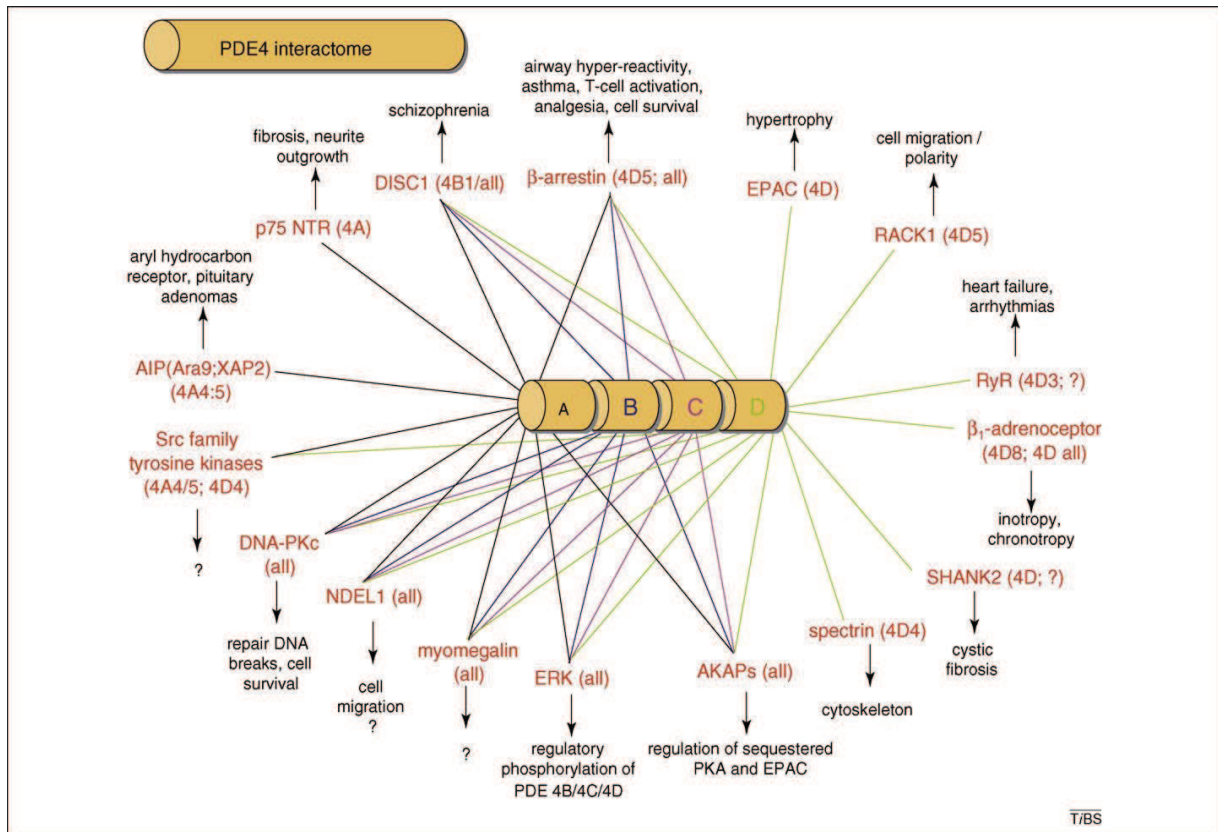 PDE4 interactome
airway hyper-reactivity,
asthma, T-cell activation,
analgesia, cell survival
schizophrenia
hypertrophy
fibrosis, neurite
outgrowth
cell migration /
polarity
DISC1 (4B1/all)
β-arrestin (4D5; all)
EPAC (4D)
p75 NTR (4A)
RACK1 (4D5)
aryl hydrocarbon
receptor, pituitary
adenomas
heart failure,
arrhythmias
AIP(Ara9;XAP2)
(4A4:5)
RyR (4D3; ?)
A B C D
Src family
tyrosine kinases
(4A4/5; 4D4)
β₁-adrenoceptor
(4D8; 4D all)
?
inotropy,
chronotropy
DNA-PKc
(all)
NDEL1 (all)
SHANK2 (4D; ?)
repair DNA
breaks, cell
survival
myomegalin
(all)
ERK (all)
AKAPs (all)
spectrin (4D4)
cystic
fibrosis
cell
migration
?
?
regulatory
phosphorylation of
PDE 4B/4C/4D
regulation of sequestered
PKA and EPAC
cytoskeleton
TiBS